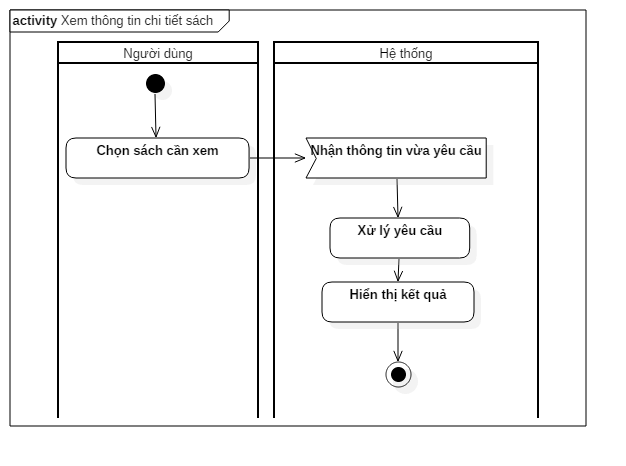 activity Xem thông tin chi tiết sách
Người dùng
Hệ thống
Chọn sách cần xem
Nhận thông tin vừa yêu cầu
Xử lý yêu cầu
Hiển thị kết quả